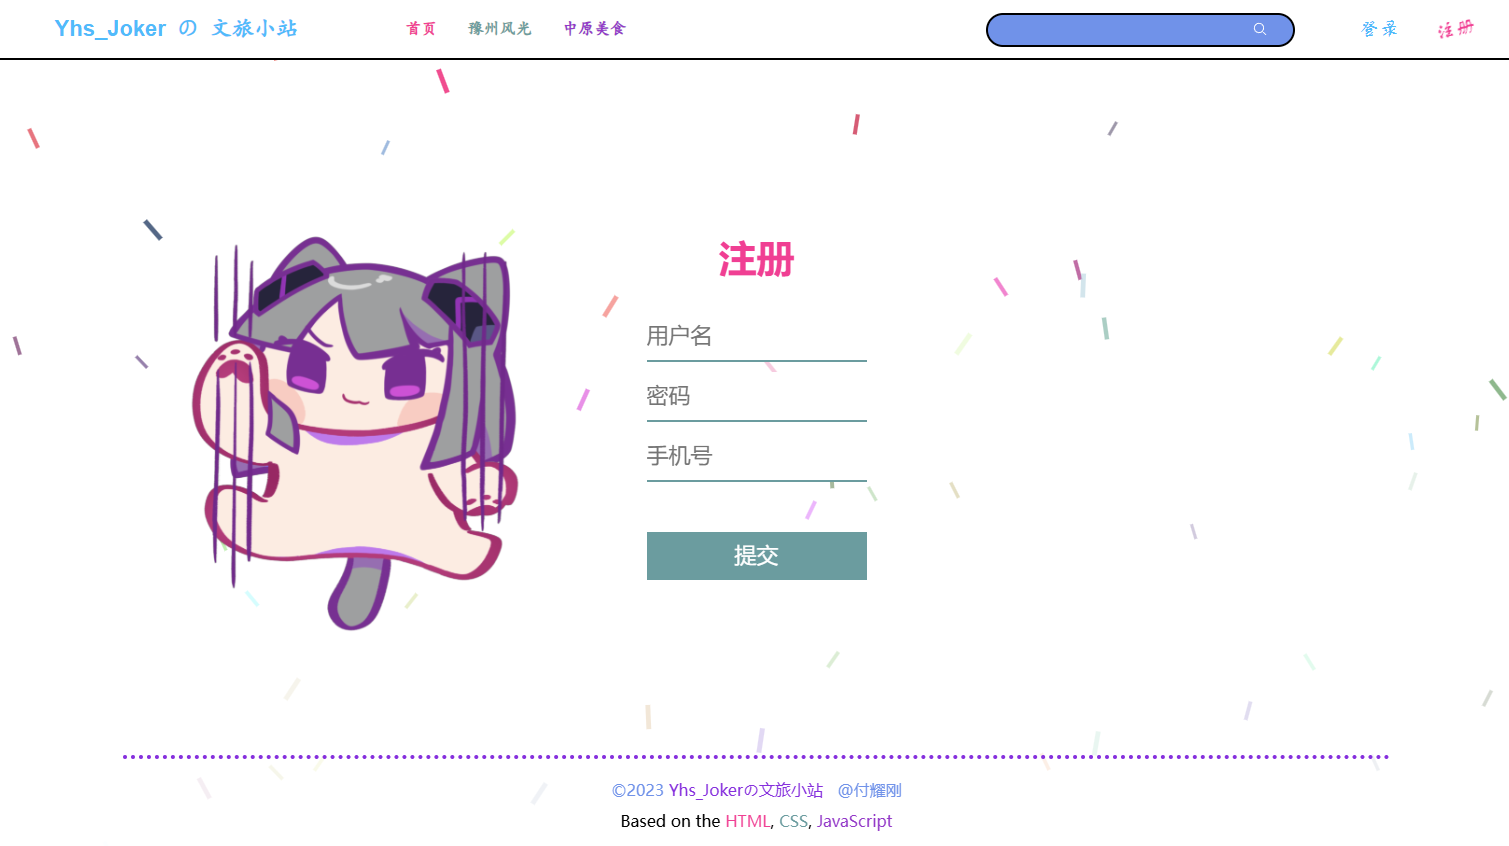 Yhs_Joker の 文旅小站 首页 豫州风光 中原美食 登录 注册
注册
用户名
密码
手机号
提交
©2023 Yhs_Jokerの文旅小站 @付耀刚
Based on the HTML, CSS, JavaScript